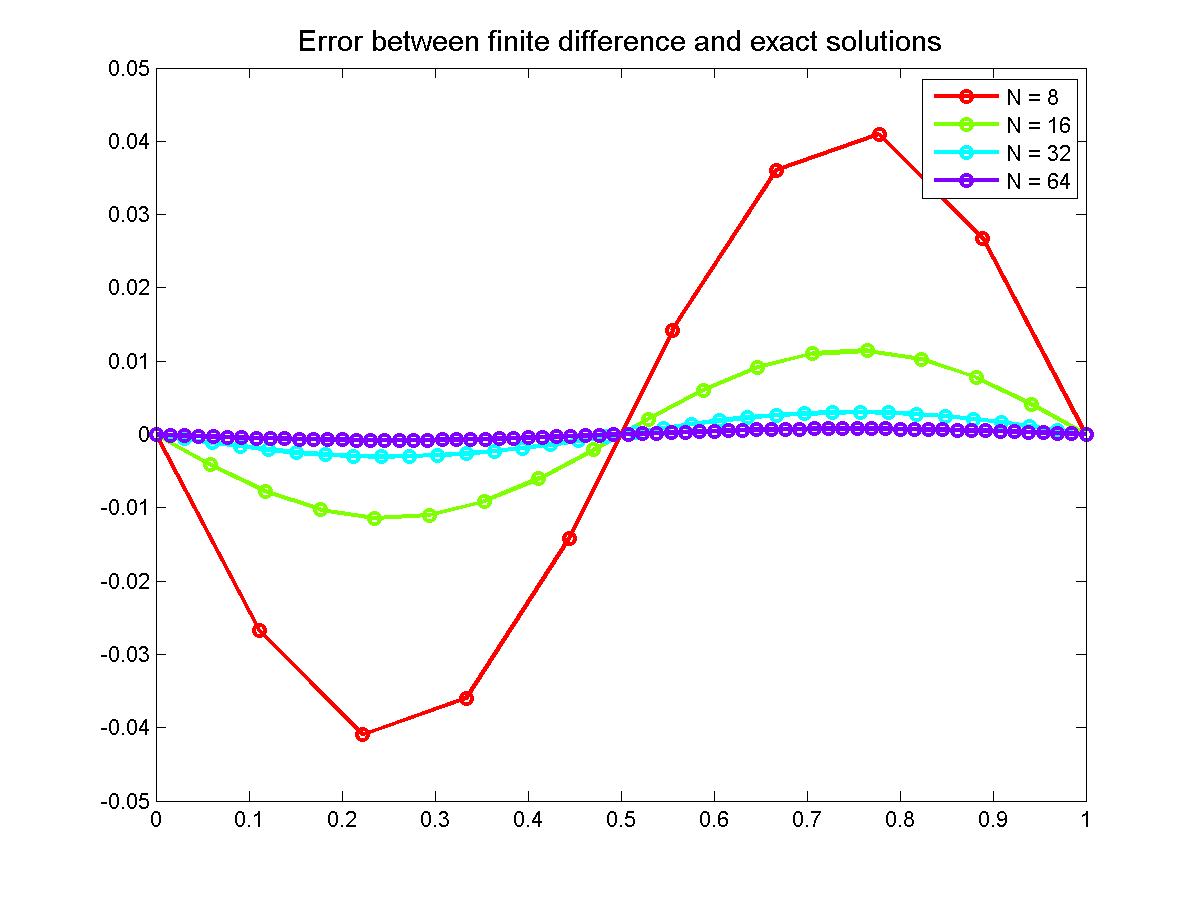 Error between finite difference and exact solutions
0.05
0.04
0.03
0.02
0.01
0
-0.01
-0.02
-0.03
-0.04
-0.05
0 0.1 0.2 0.3 0.4 0.5 0.6 0.7 0.8 0.9 1
N = 8
N = 16
N = 32
N = 64